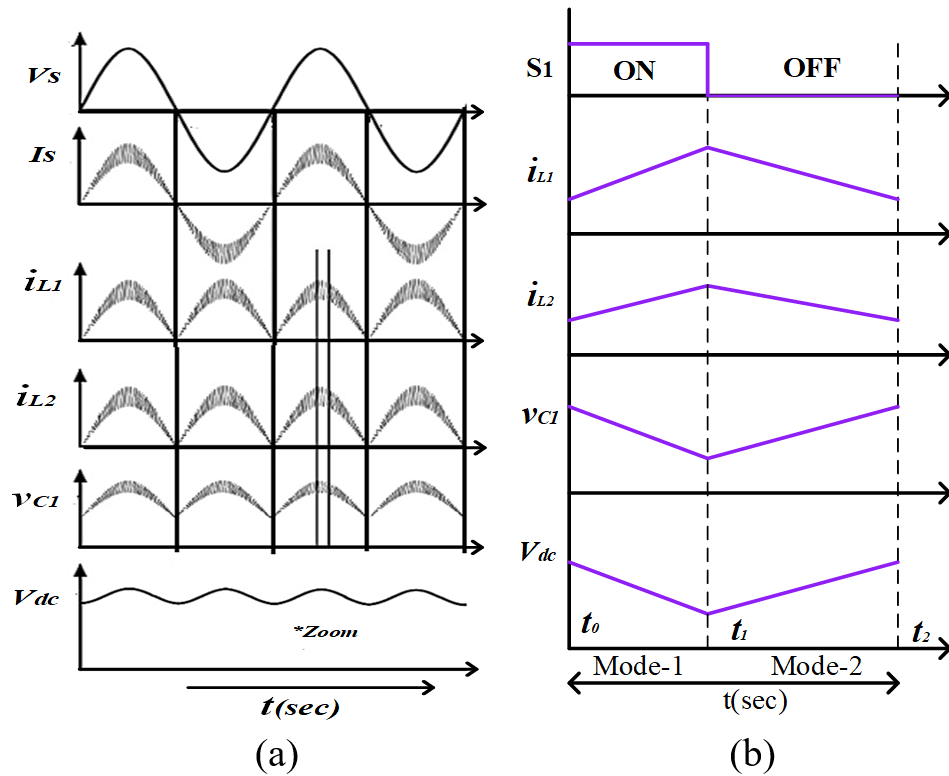 Vs
Is
iL1
iL2
vC1
Vdc
*Zoom
t(sec)
(a)
S1
ON
OFF
iL1
iL2
vC1
Vdc
t0
t1
t2
Mode-1
Mode-2
t(sec)
(b)